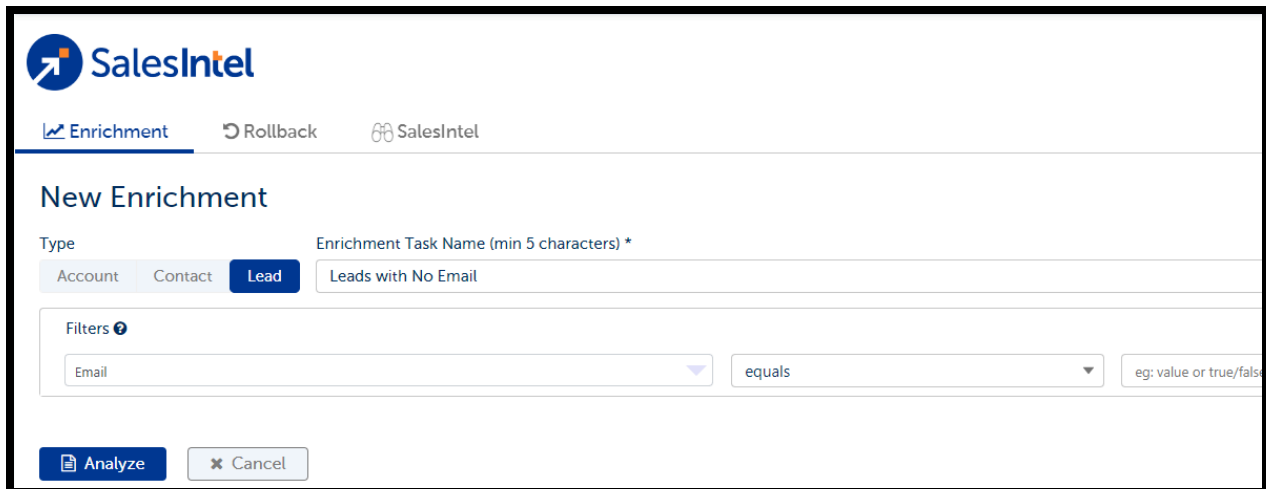 SalesIntel
Enrichment Rollback SalesIntel
New Enrichment
Type Enrichment Task Name (min 5 characters) *
Account Contact Lead Leads with No Email
Filters
Email equals eg: value or true/false
Analyze Cancel